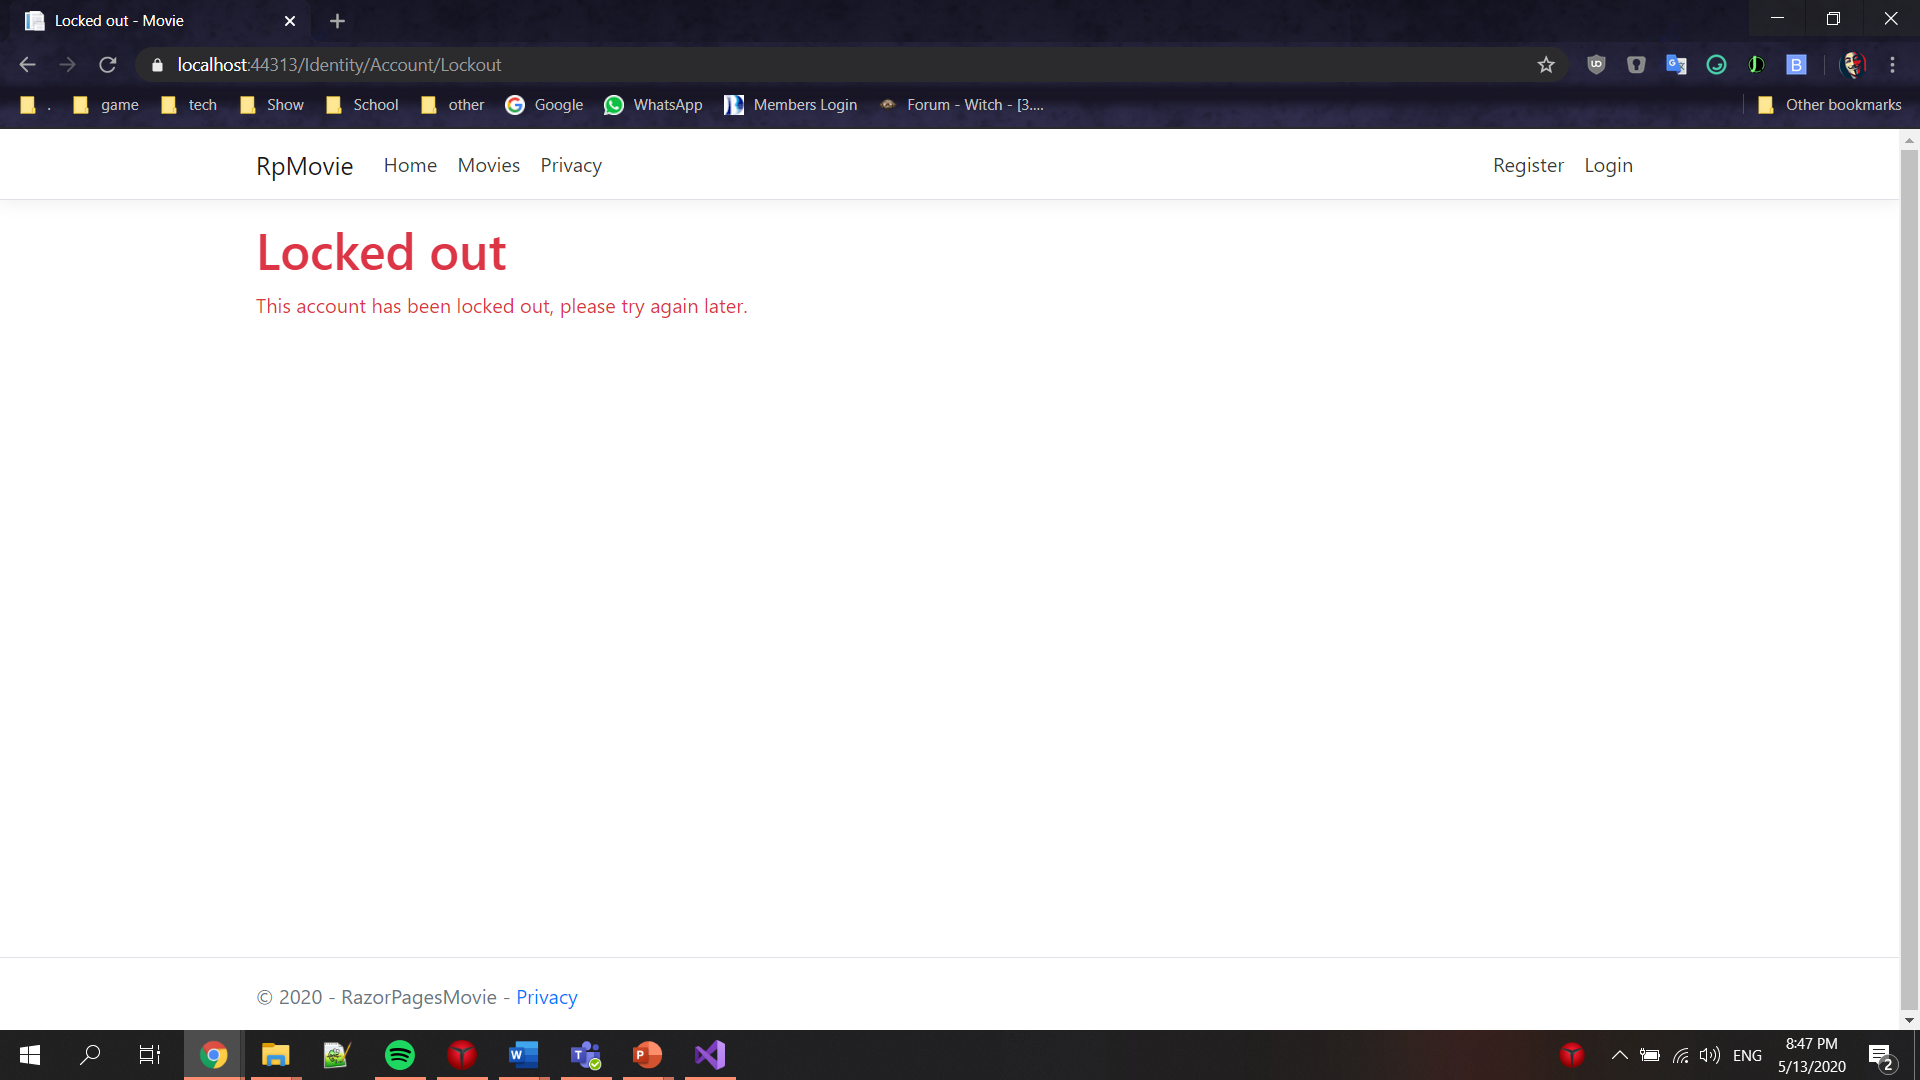 Locked out - Movie
localhost:44313/Identity/Account/Lockout
. game tech Show School other Google WhatsApp Members Login Forum - Witch - [3.... Other bookmarks
RpMovie Home Movies Privacy Register Login
Locked out
This account has been locked out, please try again later.
© 2020 - RazorPagesMovie - Privacy
ENG
8:47 PM
5/13/2020
2